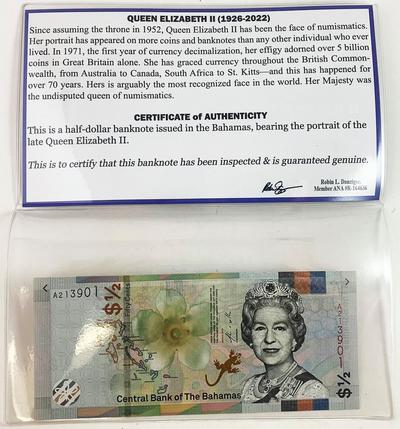 QUEEN ELIZABETH II (1926-2022)
Since assuming the throne in 1952, Queen Elizabeth II has been the face of numismatics.
Her portrait has appeared on more coins and banknotes than any other individual who ever
lived. In 1971, the first year of currency decimalization, her effigy adorned over 5 billion
coins in Great Britain alone. She has graced currency throughout the British Common-
wealth, from Australia to Canada, South Africa to St. Kitts—and this has happened for
over 70 years. Hers is arguably the most recognized face in the world. Her Majesty was
the undisputed queen of numismatics.
CERTIFICATE of AUTHENTICITY
This is a half-dollar banknote issued in the Bahamas, bearing the portrait of the
late Queen Elizabeth II.
This is to certify that this banknote has been inspected & is guaranteed genuine.
Robin L. Danziger
Member ANA #R-164636
A213901
$½
A213901
$½
Central Bank of The Bahamas